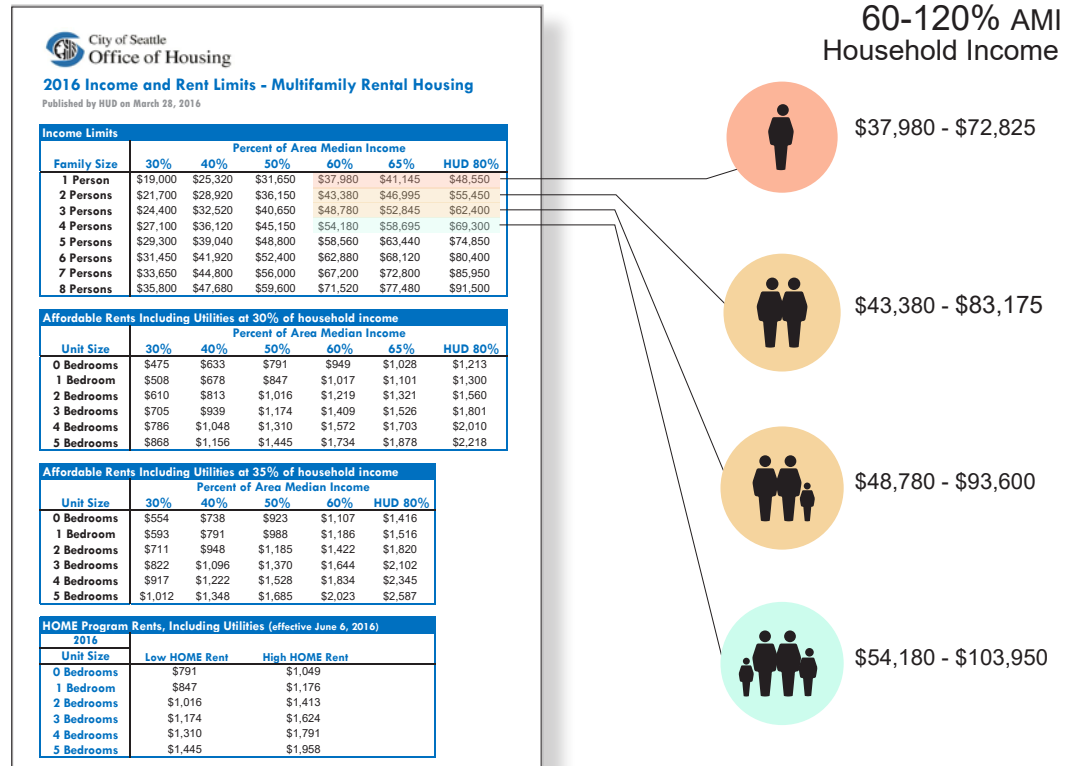 City of Seattle
Office of Housing
2016 Income and Rent Limits - Multifamily Rental Housing
Published by HUD on March 28, 2016
Income Limits
Percent of Area Median Income
Family Size 30% 40% 50% 60% 65% HUD 80%
1 Person $19,000 $25,320 $31,650 $37,980 $41,145 $48,550
2 Persons $21,700 $28,920 $36,150 $43,380 $46,995 $55,450
3 Persons $24,400 $32,520 $40,650 $48,780 $52,845 $62,400
4 Persons $27,100 $36,120 $45,150 $54,180 $58,695 $69,300
5 Persons $29,300 $39,040 $48,800 $58,560 $63,440 $74,850
6 Persons $31,450 $41,920 $52,400 $62,880 $68,120 $80,400
7 Persons $33,650 $44,800 $56,000 $67,200 $72,800 $85,950
8 Persons $35,800 $47,680 $59,600 $71,520 $77,480 $91,500
Affordable Rents Including Utilities at 30% of household income
Percent of Area Median Income
Unit Size 30% 40% 50% 60% 65% HUD 80%
0 Bedrooms $475 $633 $791 $949 $1,028 $1,213
1 Bedroom $508 $678 $847 $1,017 $1,101 $1,300
2 Bedrooms $610 $813 $1,016 $1,219 $1,321 $1,560
3 Bedrooms $705 $939 $1,174 $1,409 $1,526 $1,801
4 Bedrooms $786 $1,048 $1,310 $1,572 $1,703 $2,010
5 Bedrooms $868 $1,156 $1,445 $1,734 $1,878 $2,218
Affordable Rents Including Utilities at 35% of household income
Percent of Area Median Income
Unit Size 30% 40% 50% 60% HUD 80%
0 Bedrooms $554 $738 $923 $1,107 $1,416
1 Bedroom $593 $791 $988 $1,186 $1,516
2 Bedrooms $711 $948 $1,185 $1,422 $1,820
3 Bedrooms $822 $1,096 $1,370 $1,644 $2,102
4 Bedrooms $917 $1,222 $1,528 $1,834 $2,345
5 Bedrooms $1,012 $1,348 $1,685 $2,023 $2,587
HOME Program Rents, Including Utilities (effective June 6, 2016)
2016
Unit Size Low HOME Rent High HOME Rent
0 Bedrooms $791 $1,049
1 Bedroom $847 $1,176
2 Bedrooms $1,016 $1,413
3 Bedrooms $1,174 $1,624
4 Bedrooms $1,310 $1,791
5 Bedrooms $1,445 $1,958
60-120% AMI
Household Income
$37,980 - $72,825
$43,380 - $83,175
$48,780 - $93,600
$54,180 - $103,950